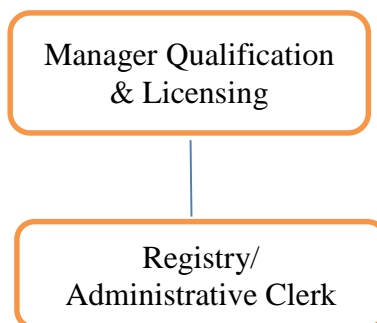 Manager Qualification
& Licensing
Registry/
Administrative Clerk